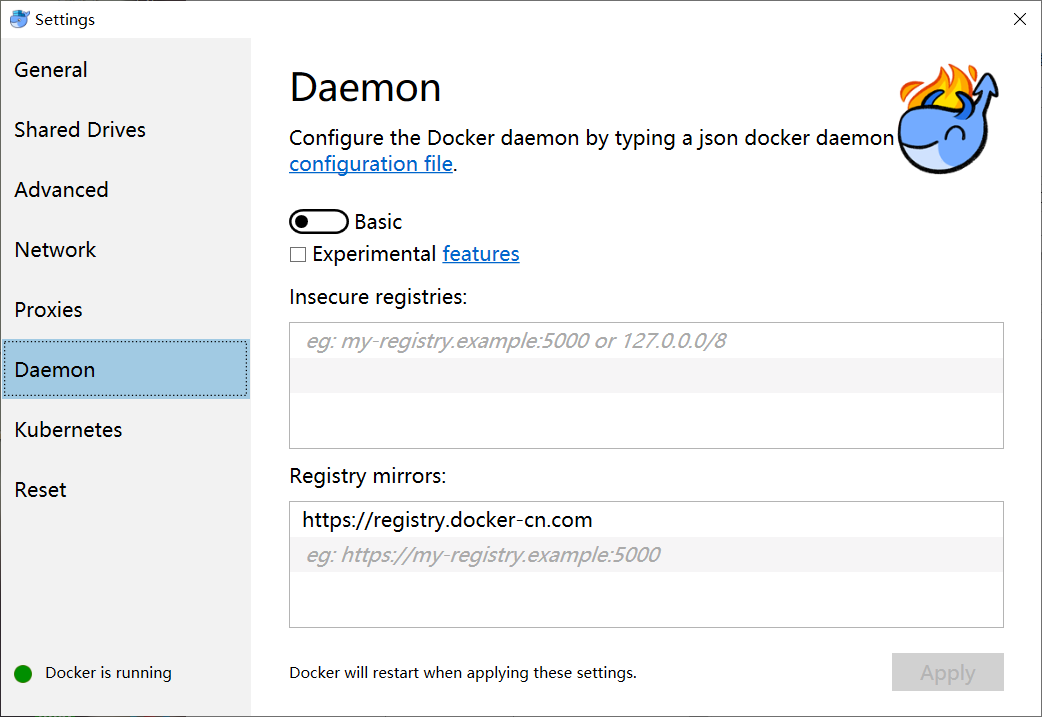 Settings
General
Shared Drives
Advanced
Network
Proxies
Daemon
Kubernetes
Reset
Docker is running
Daemon
Configure the Docker daemon by typing a json docker daemon
configuration file.
Basic
Experimental features
Insecure registries:
eg: my-registry.example:5000 or 127.0.0.0/8
Registry mirrors:
https://registry.docker-cn.com
eg: https://my-registry.example:5000
Docker will restart when applying these settings.
Apply